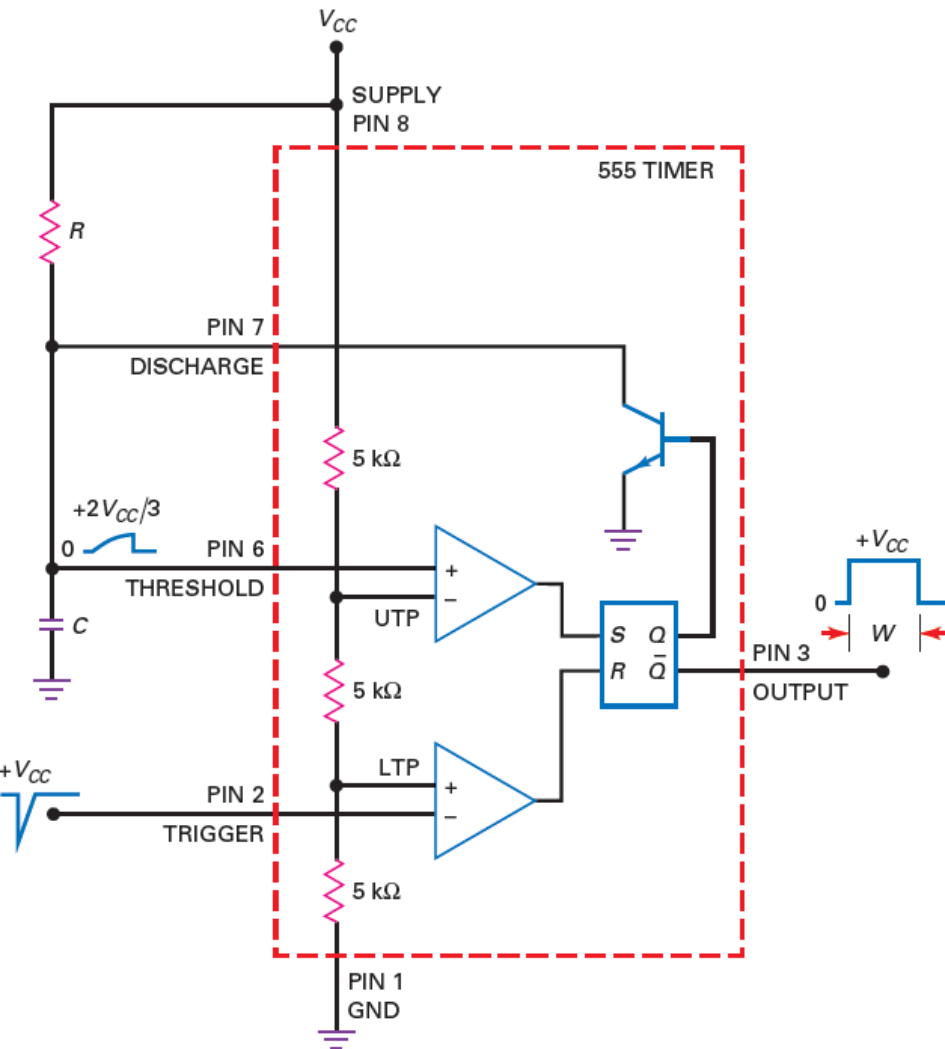 V_CC
SUPPLY
PIN 8
555 TIMER
R
PIN 7
DISCHARGE
5 kΩ
+2V_CC/3
0
PIN 6
THRESHOLD
+
−
UTP
C
+V_CC
0
W
S Q
R Q̅
PIN 3
OUTPUT
5 kΩ
LTP
+V_CC
PIN 2
TRIGGER
+
−
5 kΩ
PIN 1
GND